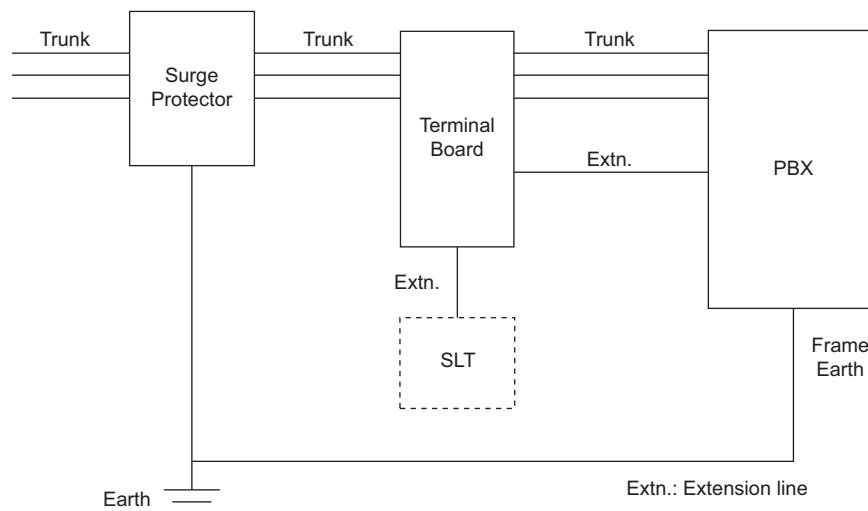 Trunk
Trunk
Trunk
Surge
Protector
Terminal
Board
Extn.
PBX
Extn.
SLT
Frame
Earth
Earth
Extn.: Extension line